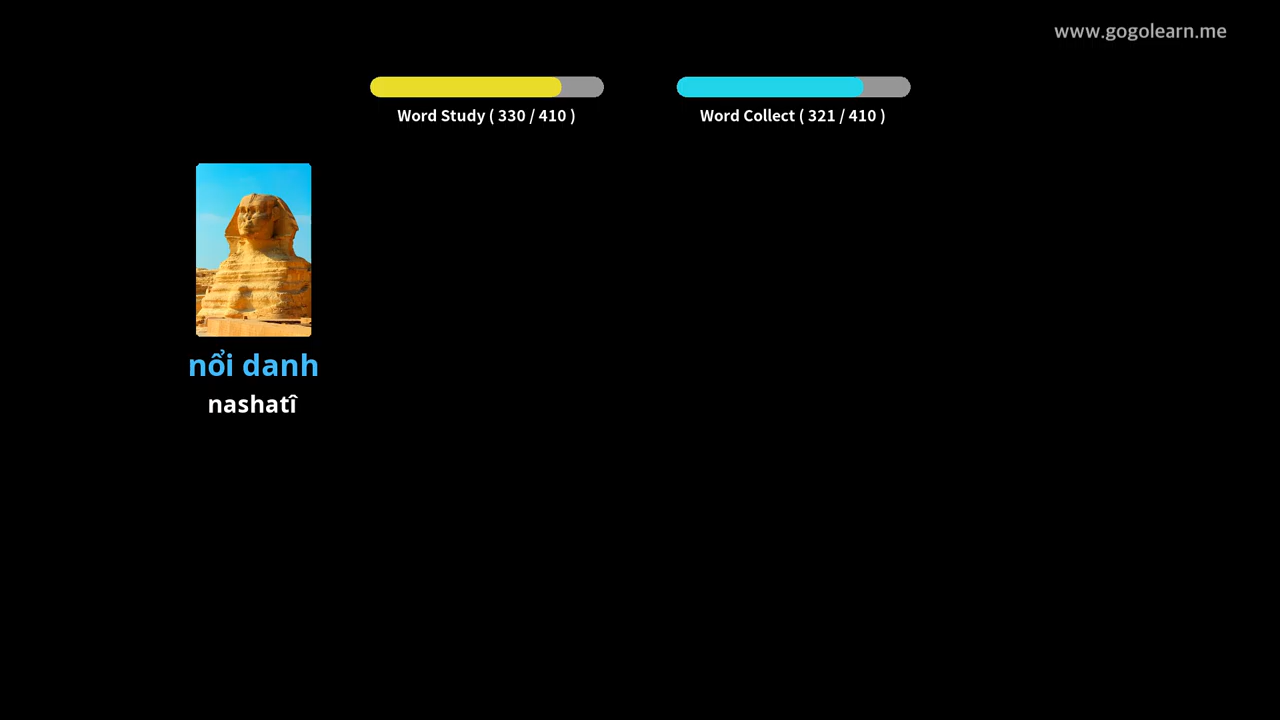 www.gogolearn.me
Word Study ( 330 / 410 )
Word Collect ( 321 / 410 )
nổi danh
nashatî